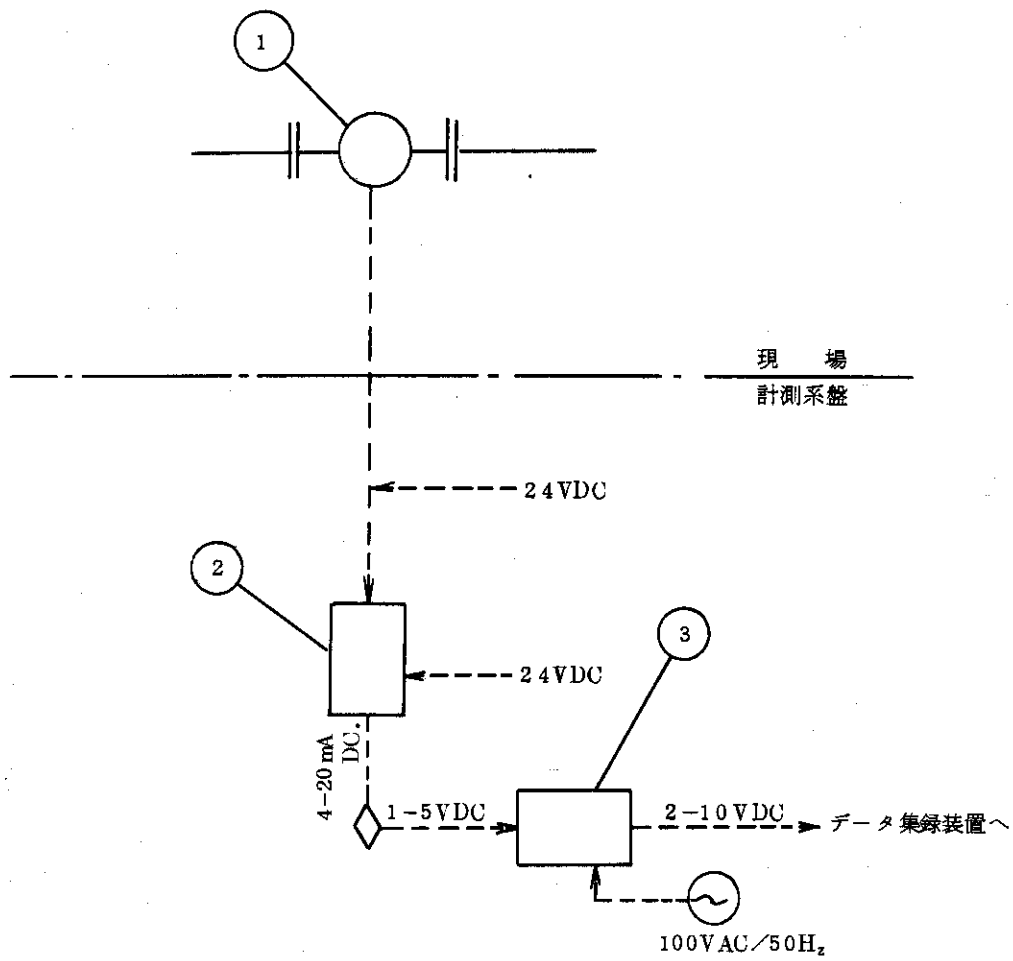 1
現 場
計測系盤
24VDC
2
3
24VDC
4-20mA
DC.
1-5VDC
2-10VDC
データ集録装置へ
100VAC/50Hz